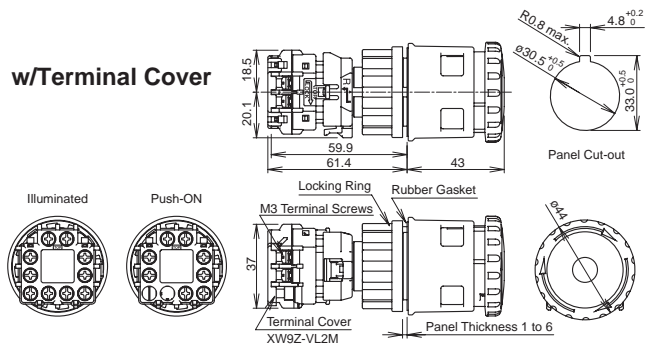 w/Terminal Cover
18.5
20.1
59.9
61.4
43
R0.8 max.
4.8 +0.2 0
ø30.5 +0.5 0
33.0 +0.5 0
Panel Cut-out
Illuminated
Push-ON
Locking Ring
Rubber Gasket
M3 Terminal Screws
37
ø44
Terminal Cover
XW9Z-VL2M
Panel Thickness 1 to 6